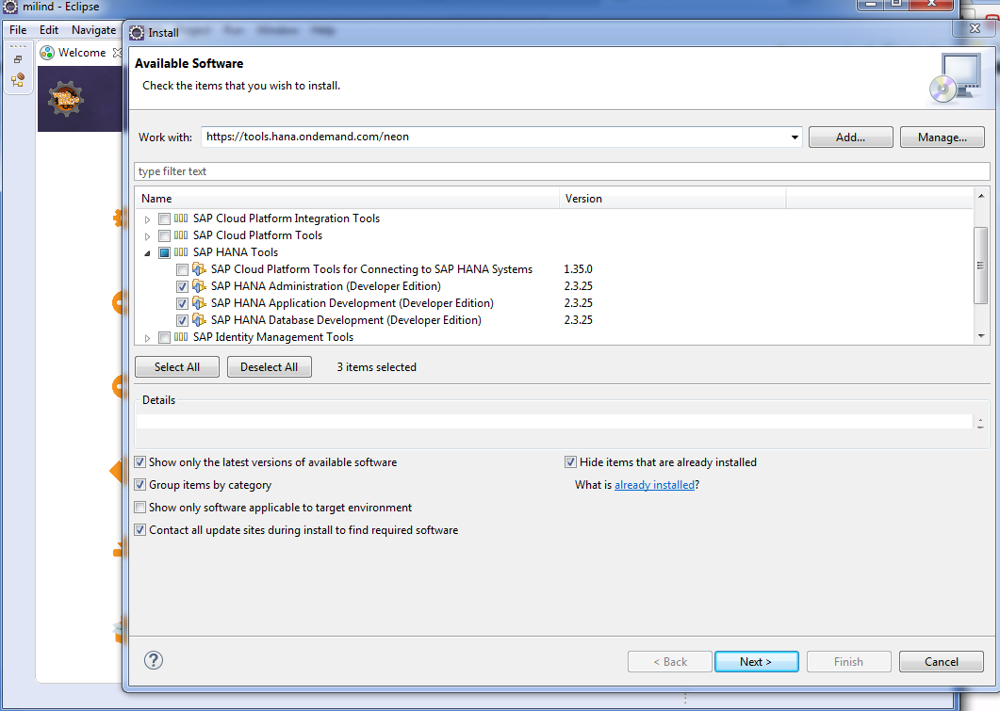 milind - Eclipse
File Edit Navigate
Install
Run Window Help
Welcome
Available Software
Check the items that you wish to install.
Work with: https://tools.hana.ondemand.com/neon Add... Manage...
type filter text
Name Version
SAP Cloud Platform Integration Tools
SAP Cloud Platform Tools
SAP HANA Tools
SAP Cloud Platform Tools for Connecting to SAP HANA Systems 1.35.0
SAP HANA Administration (Developer Edition) 2.3.25
SAP HANA Application Development (Developer Edition) 2.3.25
SAP HANA Database Development (Developer Edition) 2.3.25
SAP Identity Management Tools
Select All Deselect All 3 items selected
Details
Show only the latest versions of available software Hide items that are already installed
Group items by category What is already installed?
Show only software applicable to target environment
Contact all update sites during install to find required software
? < Back Next > Finish Cancel